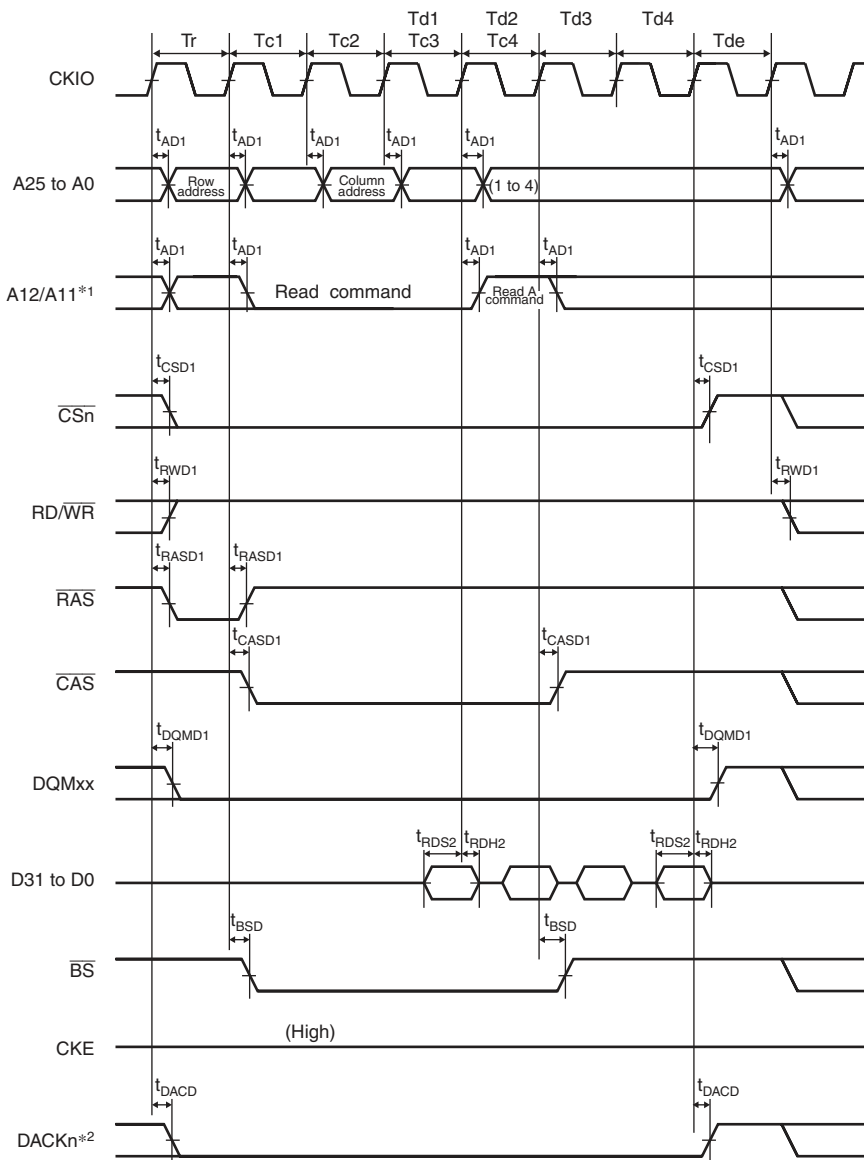 Td1 Td2 Td3 Td4
Tr Tc1 Tc2 Tc3 Tc4 Tde
CKIO
tAD1 tAD1 tAD1 tAD1 tAD1 tAD1
A25 to A0
Row address
Column address
(1 to 4)
tAD1 tAD1 tAD1 tAD1
A12/A11*1
Read command
Read A command
tCSD1 tCSD1
CSn
tRWD1 tRWD1
RD/WR
tRASD1 tRASD1
RAS
tCASD1 tCASD1
CAS
tDQMD1 tDQMD1
DQMxx
tRDS2 tRDH2 tRDS2 tRDH2
D31 to D0
tBSD tBSD
BS
(High)
CKE
tDACD tDACD
DACKn*2